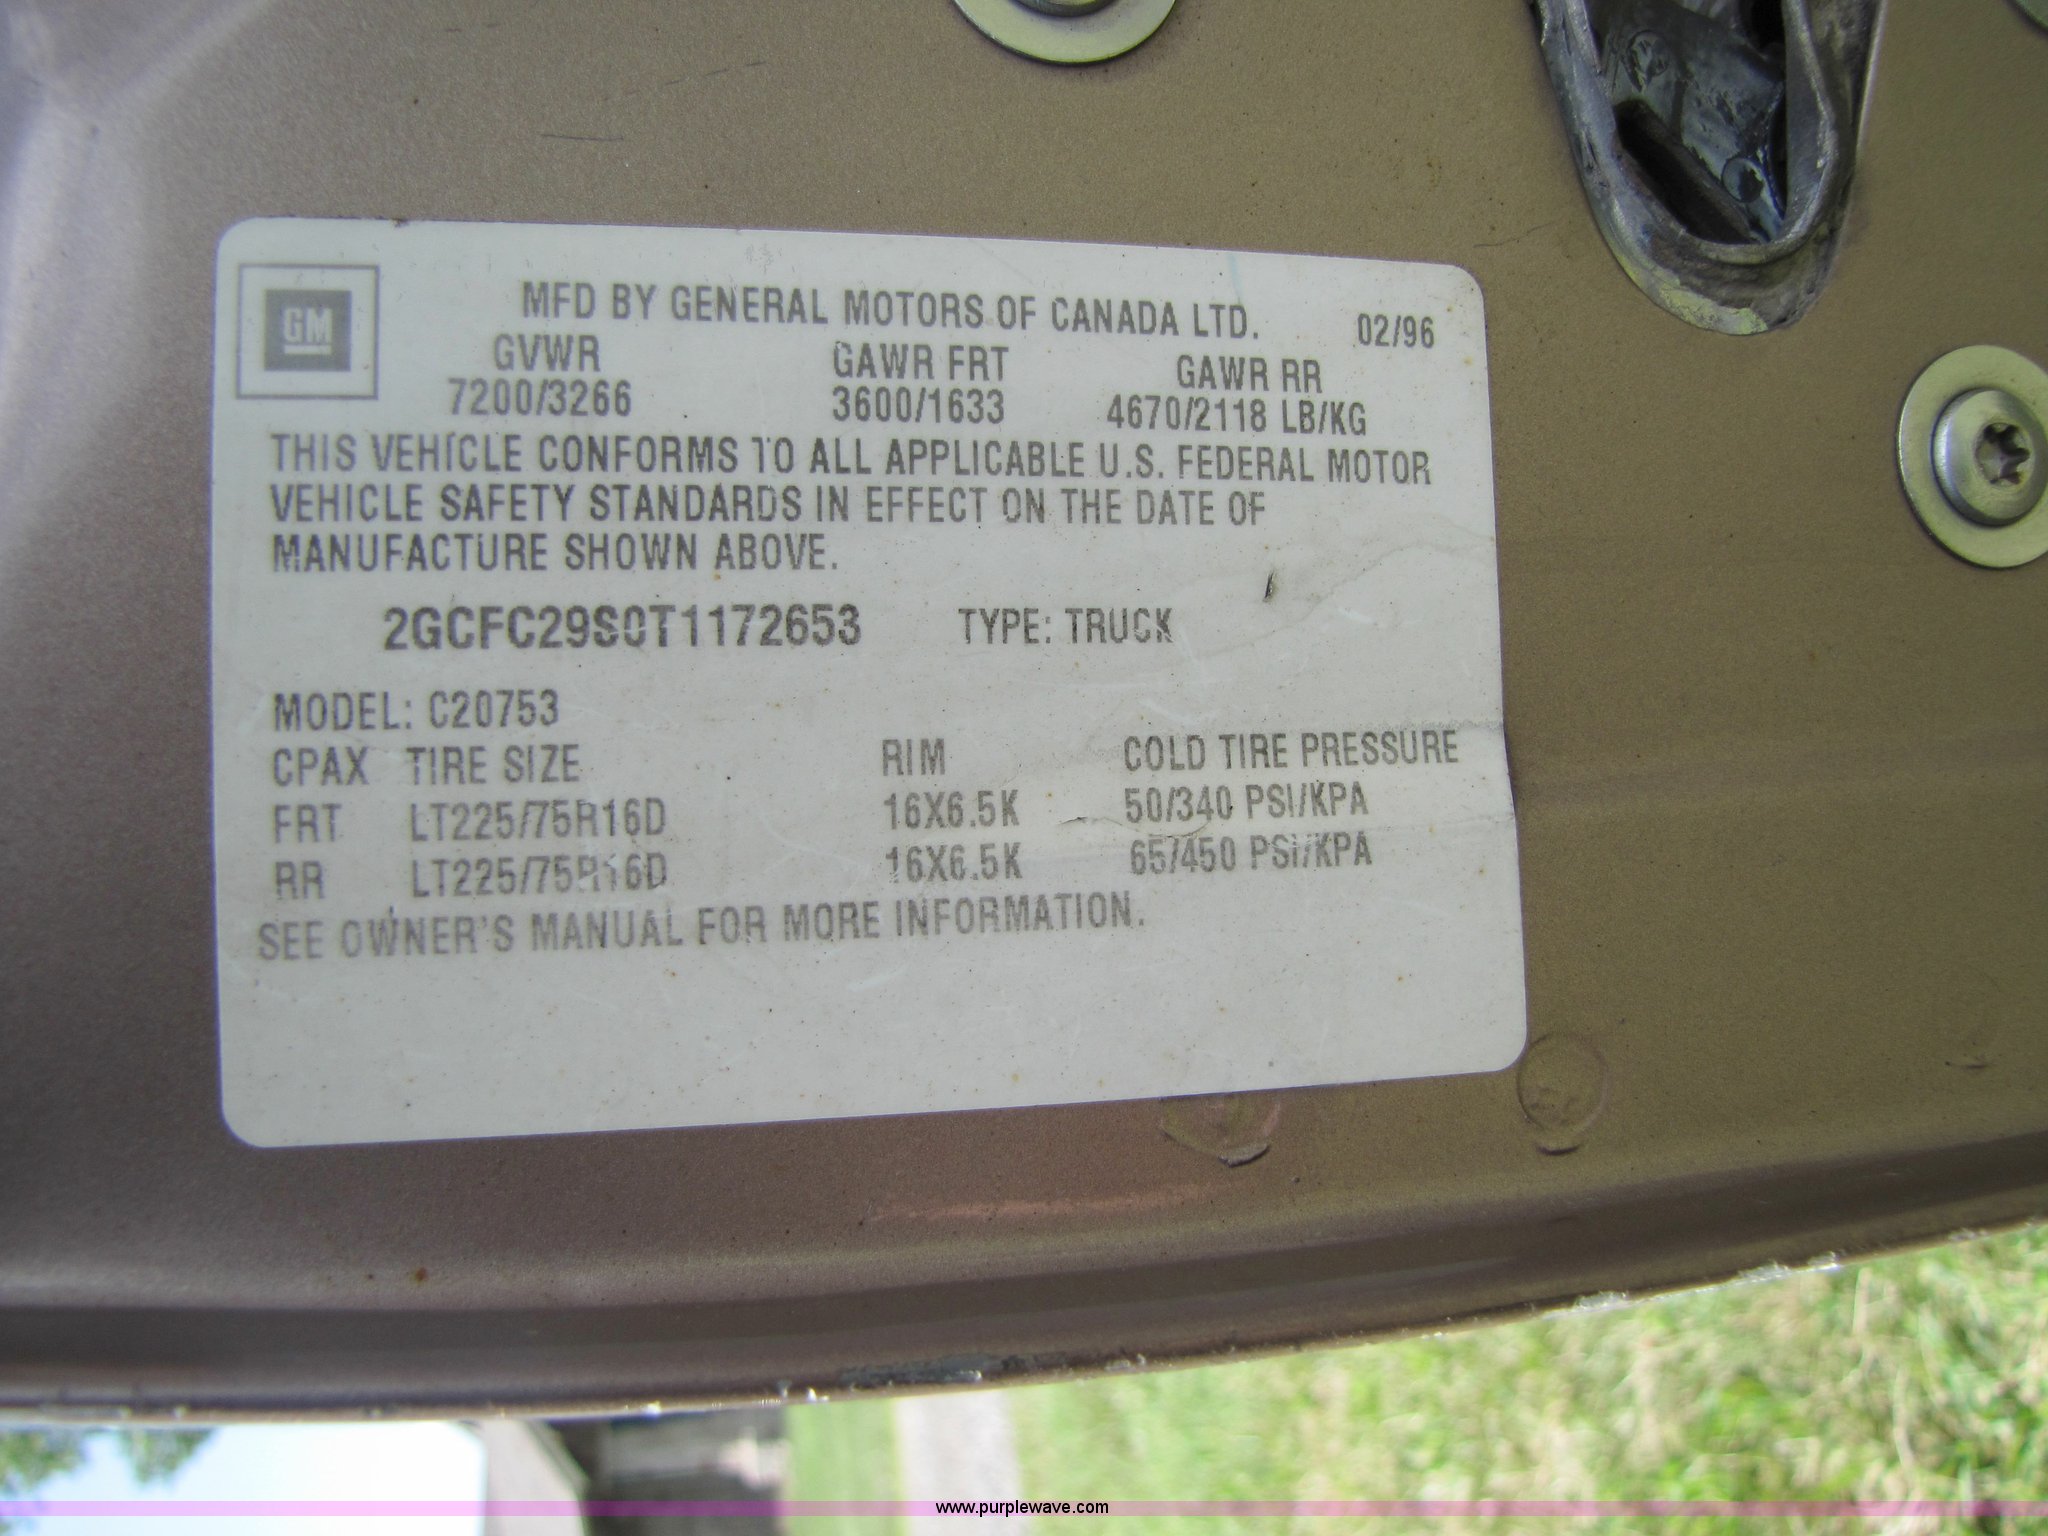 GM
MFD BY GENERAL MOTORS OF CANADA LTD. 02/96
GVWR GAWR FRT GAWR RR
7200/3266 3600/1633 4670/2118 LB/KG
THIS VEHICLE CONFORMS TO ALL APPLICABLE U.S. FEDERAL MOTOR
VEHICLE SAFETY STANDARDS IN EFFECT ON THE DATE OF
MANUFACTURE SHOWN ABOVE.
2GCFC29S0T1172653 TYPE: TRUCK
MODEL: C20753
CPAX TIRE SIZE RIM COLD TIRE PRESSURE
FRT LT225/75R16D 16X6.5K 50/340 PSI/KPA
RR LT225/75R16D 16X6.5K 65/450 PSI/KPA
SEE OWNER'S MANUAL FOR MORE INFORMATION.
www.purplewave.com